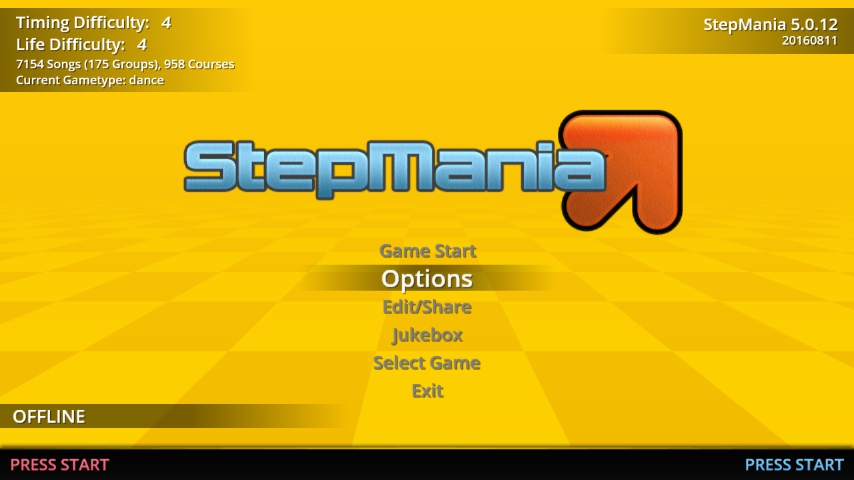 Timing Difficulty: 4
Life Difficulty: 4
7154 Songs (175 Groups), 958 Courses
Current Gametype: dance
StepMania 5.0.12
20160811
StepMania
Game Start
Options
Edit/Share
Jukebox
Select Game
Exit
OFFLINE
PRESS START
PRESS START